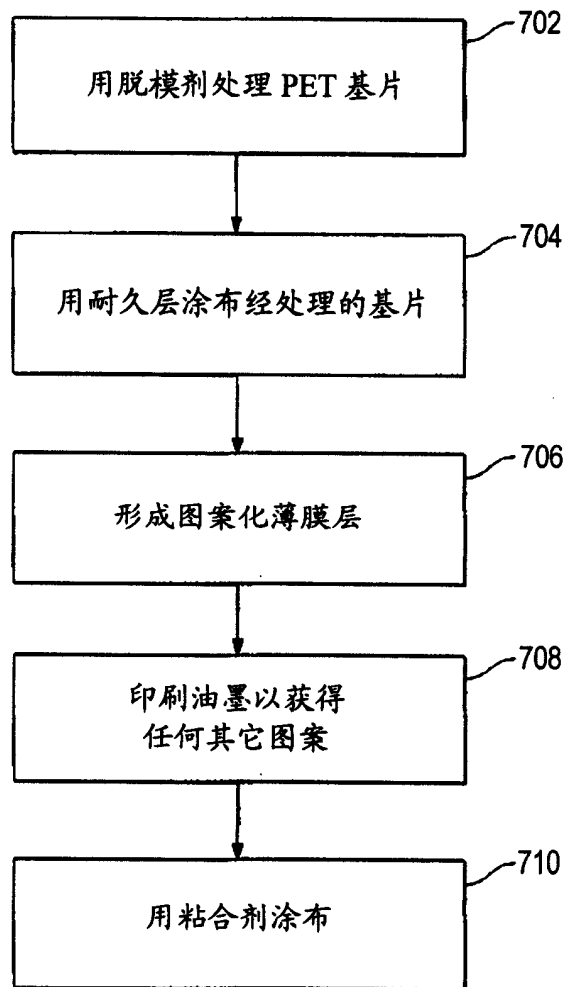 702
用脱模剂处理 PET 基片
704
用耐久层涂布经处理的基片
706
形成图案化薄膜层
708
印刷油墨以获得
任何其它图案
710
用粘合剂涂布